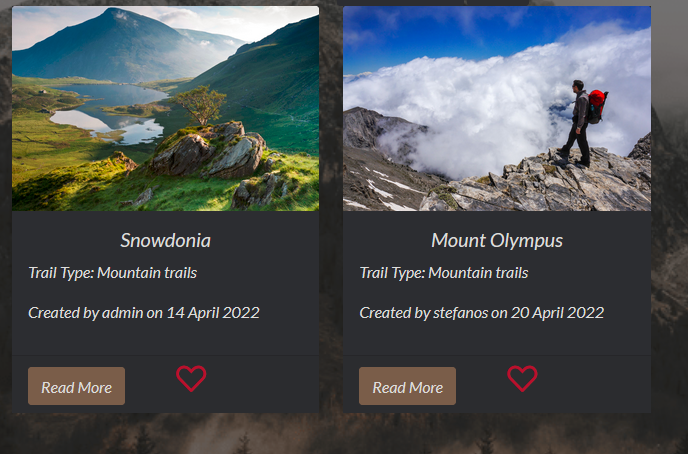 Snowdonia
Trail Type: Mountain trails
Created by admin on 14 April 2022
Read More
Mount Olympus
Trail Type: Mountain trails
Created by stefanos on 20 April 2022
Read More